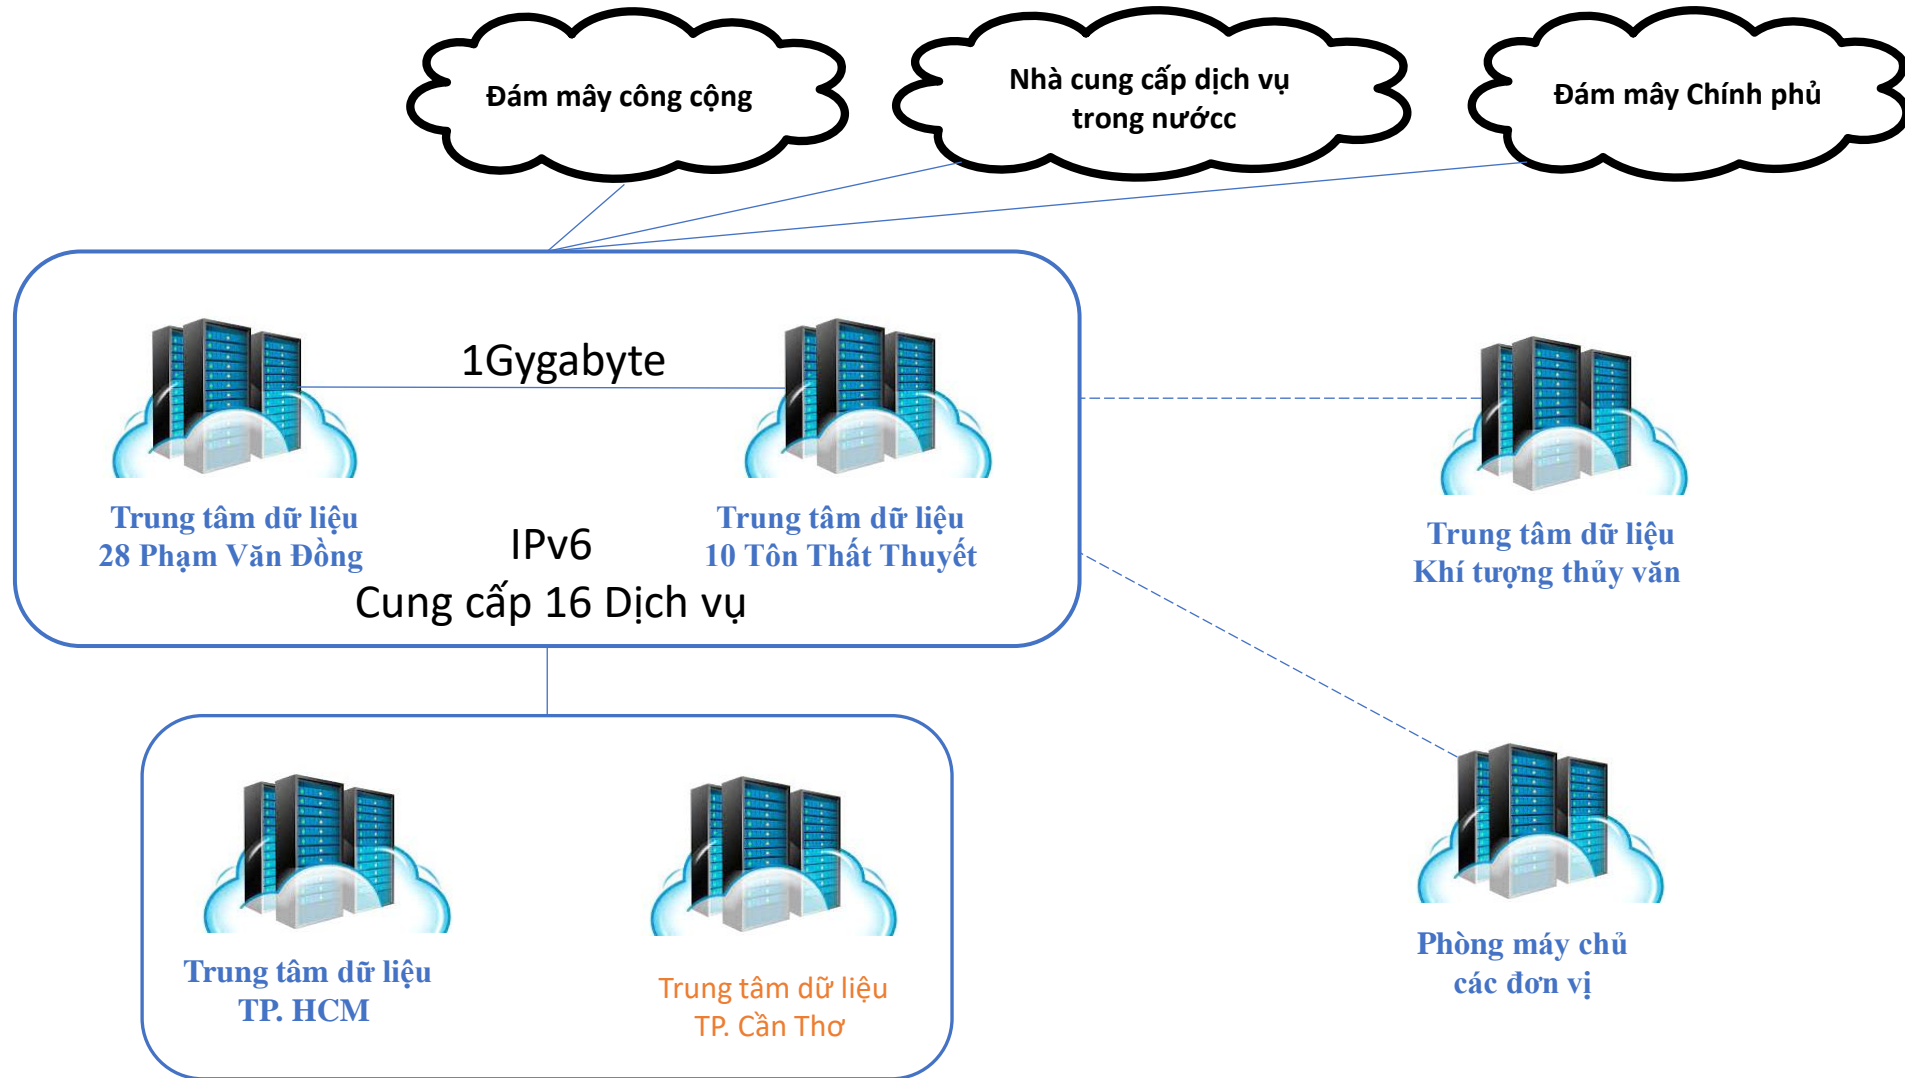 Đám mây công cộng
Nhà cung cấp dịch vụ
trong nướcc
Đám mây Chính phủ
1Gygabyte
Trung tâm dữ liệu
28 Phạm Văn Đồng
Trung tâm dữ liệu
10 Tôn Thất Thuyết
IPv6
Cung cấp 16 Dịch vụ
Trung tâm dữ liệu
Khí tượng thủy văn
Trung tâm dữ liệu
TP. HCM
Trung tâm dữ liệu
TP. Cần Thơ
Phòng máy chủ
các đơn vị